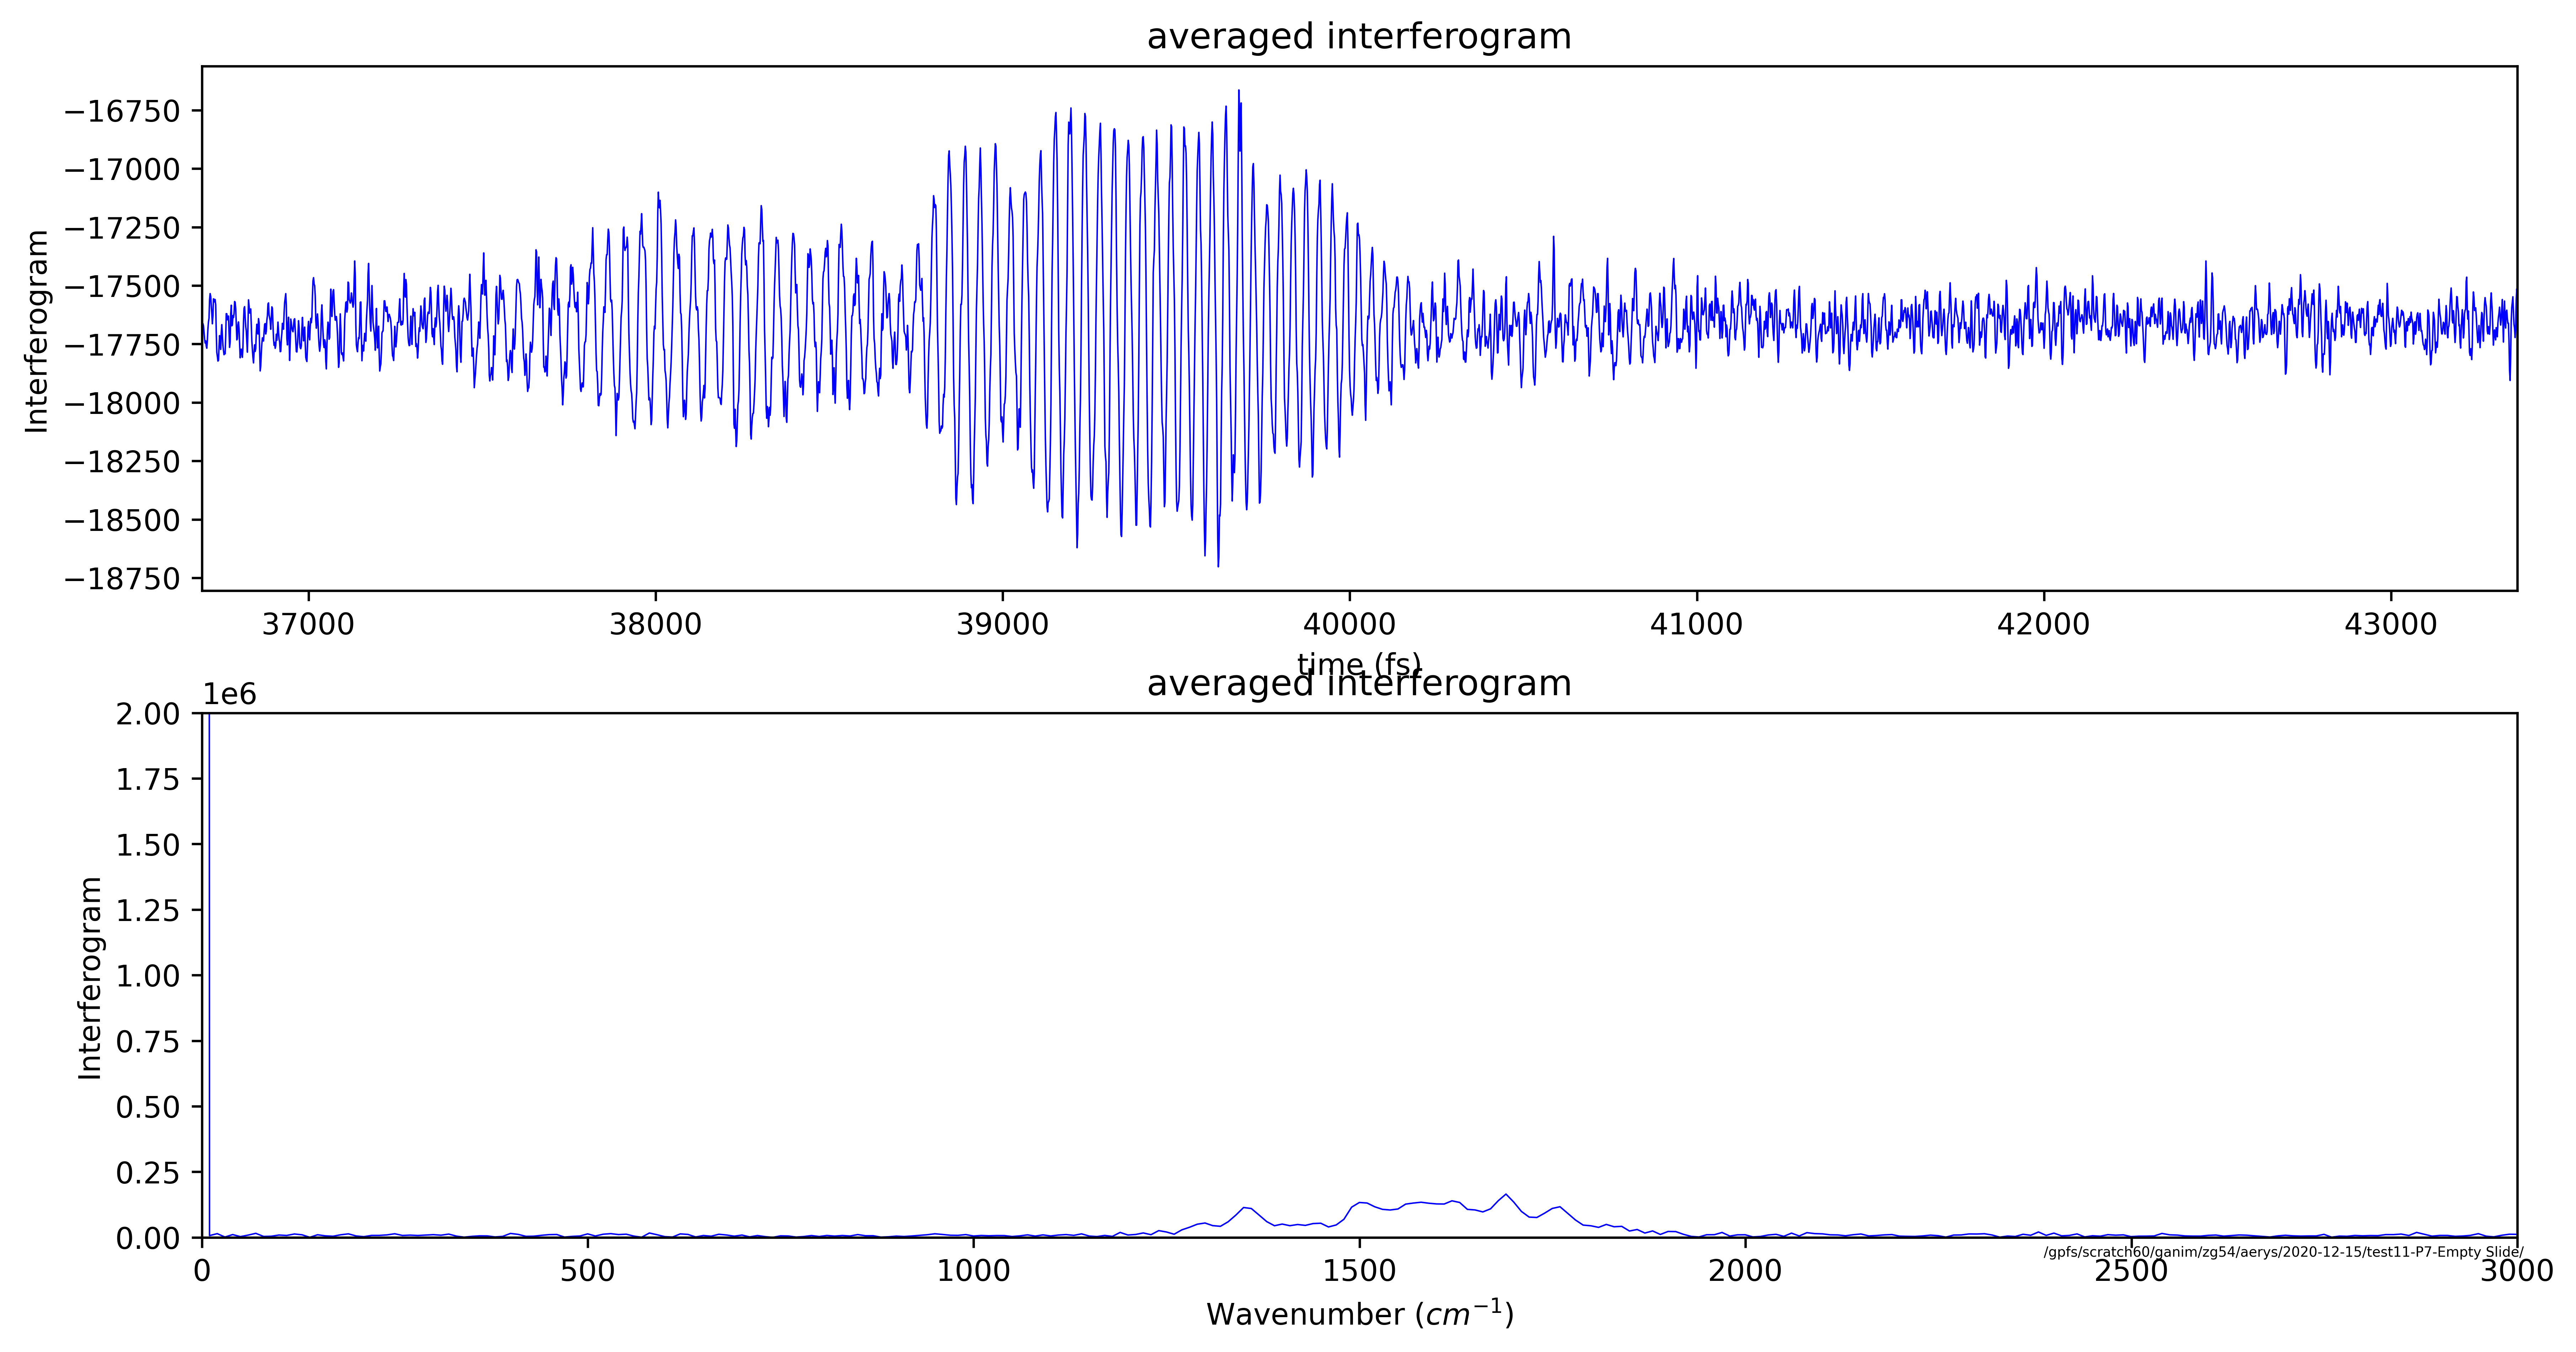 averaged interferogram
Interferogram
−16750
−17000
−17250
−17500
−17750
−18000
−18250
−18500
−18750
37000 38000 39000 40000 41000 42000 43000
time (fs)
averaged interferogram
1e6
Interferogram
2.00
1.75
1.50
1.25
1.00
0.75
0.50
0.25
0.00
/gpfs/scratch60/ganim/zg54/aerys/2020-12-15/test11-P7-Empty Slide/
0 500 1000 1500 2000 2500 3000
Wavenumber (cm⁻¹)